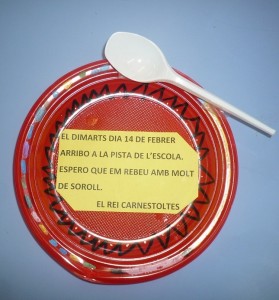 EL DIMARTS DIA 14 DE FEBRER
ARRIBO A LA PISTA DE L'ESCOLA.
ESPERO QUE EM REBEU AMB MOLT
DE SOROLL.
EL REI CARNESTOLTES